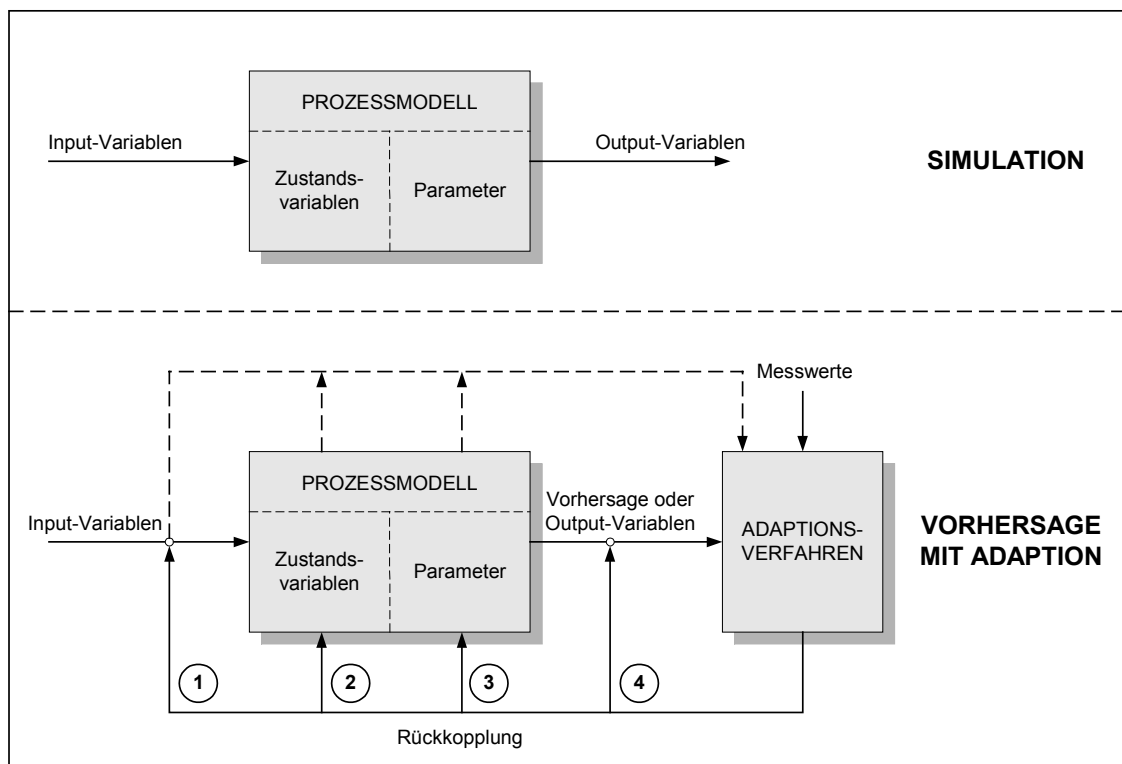 PROZESSMODELL
Input-Variablen
Output-Variablen
SIMULATION
Zustands-
variablen
Parameter
Messwerte
PROZESSMODELL
Input-Variablen
Vorhersage oder
Output-Variablen
Zustands-
variablen
Parameter
ADAPTIONS-
VERFAHREN
VORHERSAGE
MIT ADAPTION
1
2
3
4
Rückkopplung